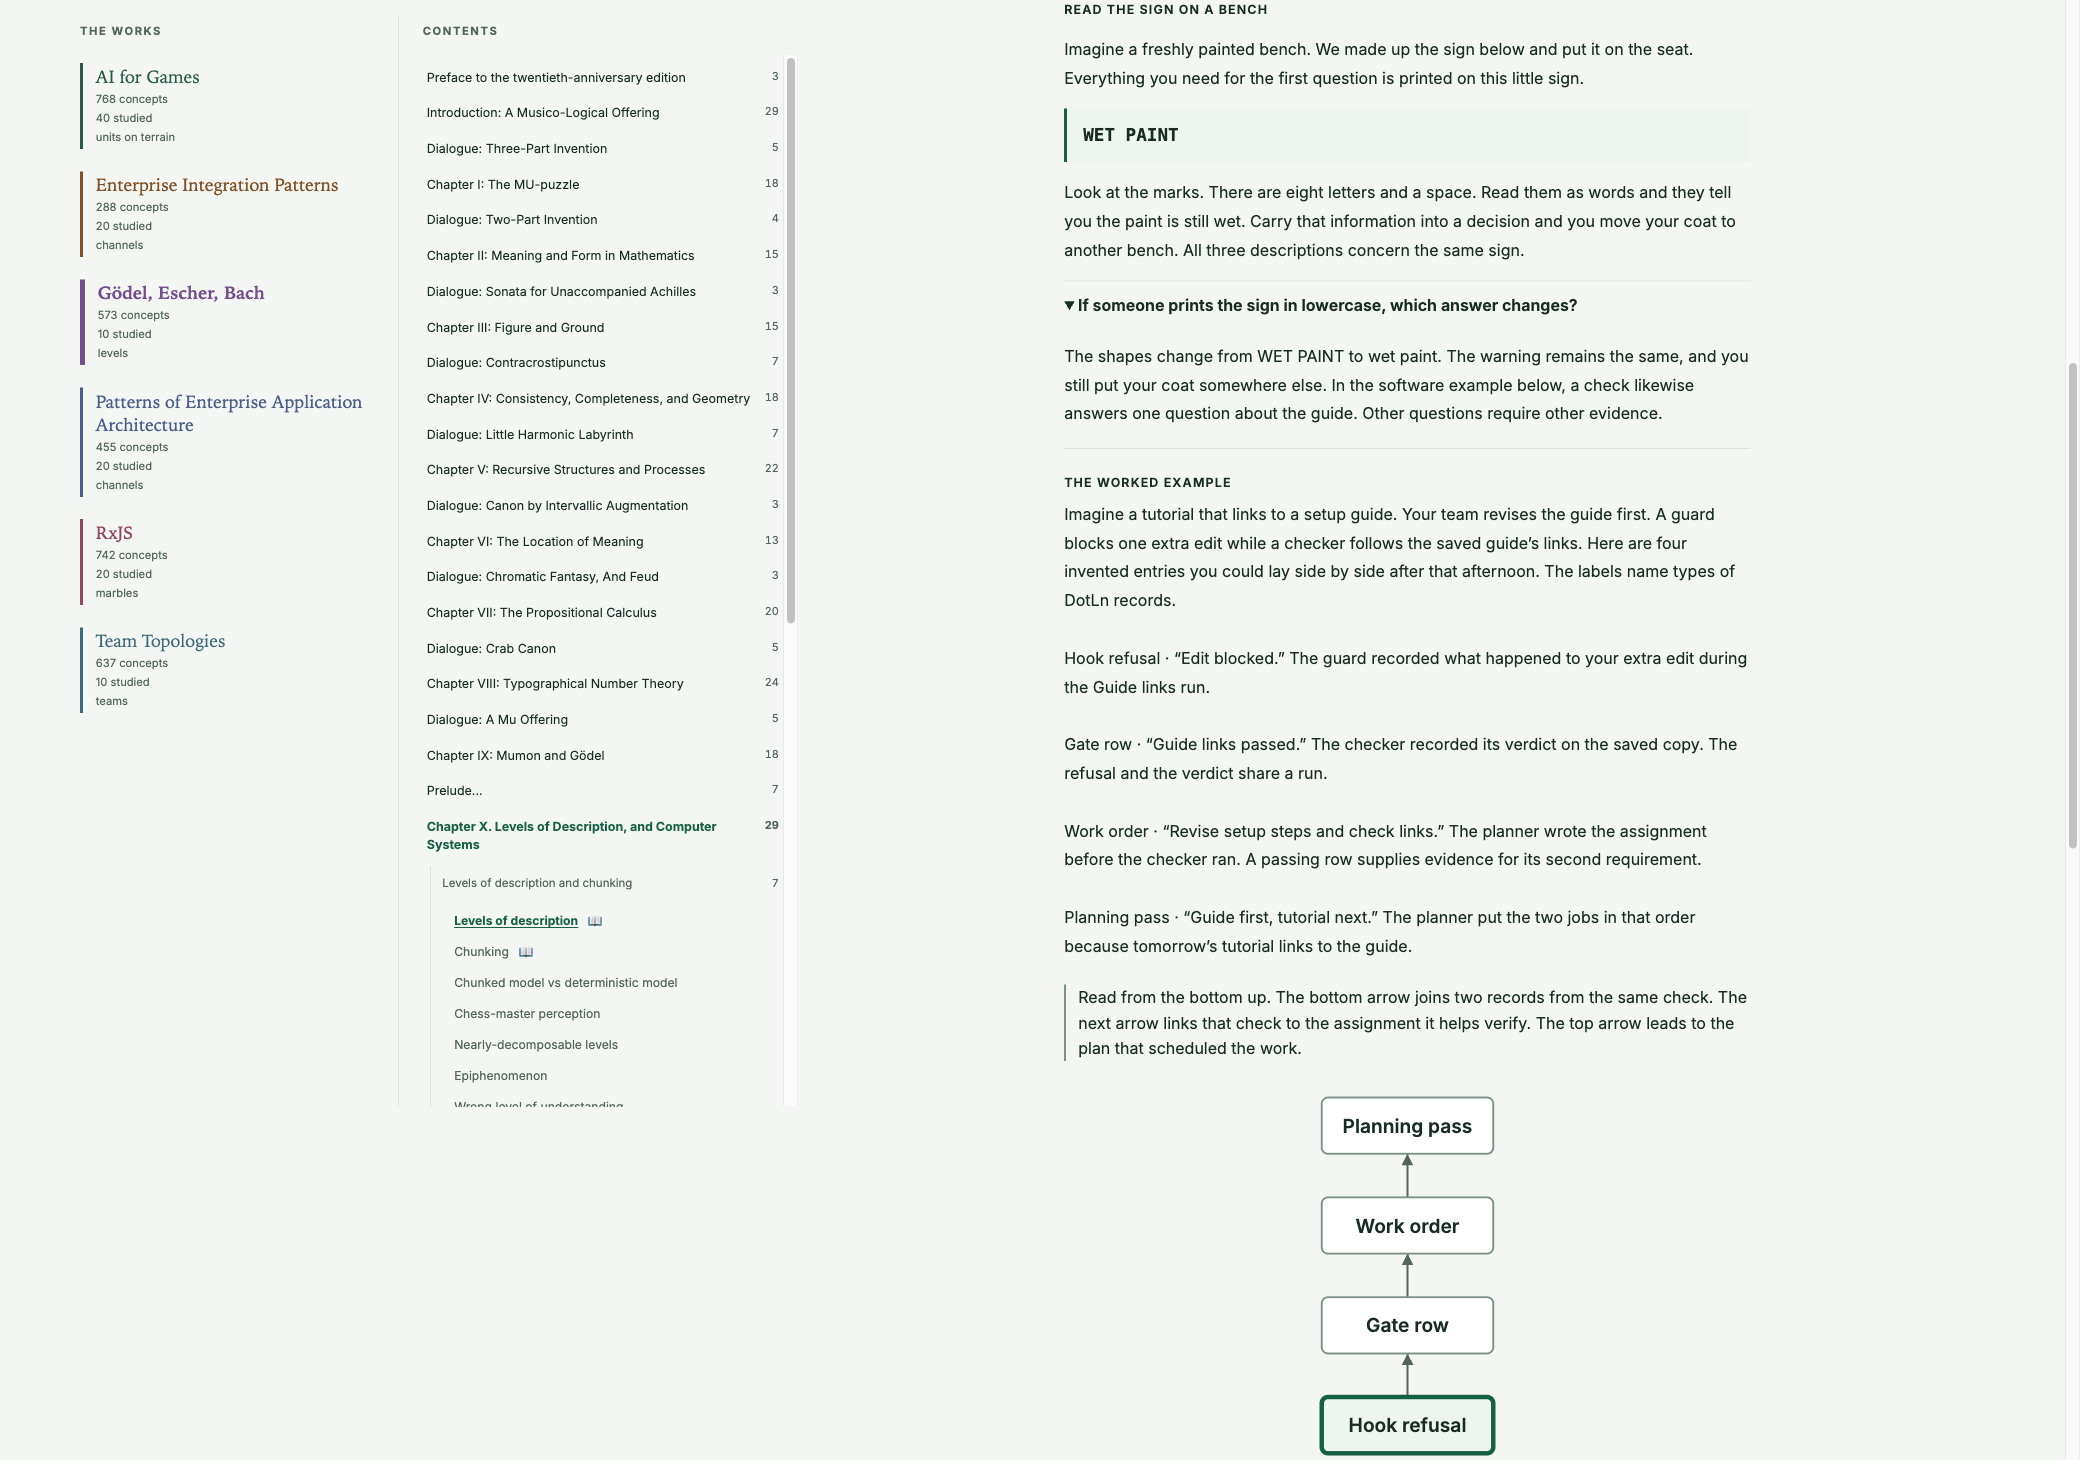 THE WORKS
AI for Games
768 concepts
40 studied
units on terrain
Enterprise Integration Patterns
288 concepts
20 studied
channels
Gödel, Escher, Bach
573 concepts
10 studied
levels
Patterns of Enterprise Application
Architecture
455 concepts
20 studied
channels
RxJS
742 concepts
20 studied
marbles
Team Topologies
637 concepts
10 studied
teams
CONTENTS
Preface to the twentieth-anniversary edition 3
Introduction: A Musico-Logical Offering 29
Dialogue: Three-Part Invention 5
Chapter I: The MU-puzzle 18
Dialogue: Two-Part Invention 4
Chapter II: Meaning and Form in Mathematics 15
Dialogue: Sonata for Unaccompanied Achilles 3
Chapter III: Figure and Ground 15
Dialogue: Contracrostipunctus 7
Chapter IV: Consistency, Completeness, and Geometry 18
Dialogue: Little Harmonic Labyrinth 7
Chapter V: Recursive Structures and Processes 22
Dialogue: Canon by Intervallic Augmentation 3
Chapter VI: The Location of Meaning 13
Dialogue: Chromatic Fantasy, And Feud 3
Chapter VII: The Propositional Calculus 20
Dialogue: Crab Canon 5
Chapter VIII: Typographical Number Theory 24
Dialogue: A Mu Offering 5
Chapter IX: Mumon and Gödel 18
Prelude... 7
Chapter X. Levels of Description, and Computer 29
Systems
Levels of description and chunking 7
Levels of description 📖
Chunking 📖
Chunked model vs deterministic model
Chess-master perception
Nearly-decomposable levels
Epiphenomenon
Wrong level of understanding
READ THE SIGN ON A BENCH
Imagine a freshly painted bench. We made up the sign below and put it on the seat.
Everything you need for the first question is printed on this little sign.
WET PAINT
Look at the marks. There are eight letters and a space. Read them as words and they tell
you the paint is still wet. Carry that information into a decision and you move your coat to
another bench. All three descriptions concern the same sign.
▼ If someone prints the sign in lowercase, which answer changes?
The shapes change from WET PAINT to wet paint. The warning remains the same, and you
still put your coat somewhere else. In the software example below, a check likewise
answers one question about the guide. Other questions require other evidence.
THE WORKED EXAMPLE
Imagine a tutorial that links to a setup guide. Your team revises the guide first. A guard
blocks one extra edit while a checker follows the saved guide’s links. Here are four
invented entries you could lay side by side after that afternoon. The labels name types of
DotLn records.
Hook refusal · “Edit blocked.” The guard recorded what happened to your extra edit during
the Guide links run.
Gate row · “Guide links passed.” The checker recorded its verdict on the saved copy. The
refusal and the verdict share a run.
Work order · “Revise setup steps and check links.” The planner wrote the assignment
before the checker ran. A passing row supplies evidence for its second requirement.
Planning pass · “Guide first, tutorial next.” The planner put the two jobs in that order
because tomorrow’s tutorial links to the guide.
Read from the bottom up. The bottom arrow joins two records from the same check. The
next arrow links that check to the assignment it helps verify. The top arrow leads to the
plan that scheduled the work.
Planning pass
Work order
Gate row
Hook refusal